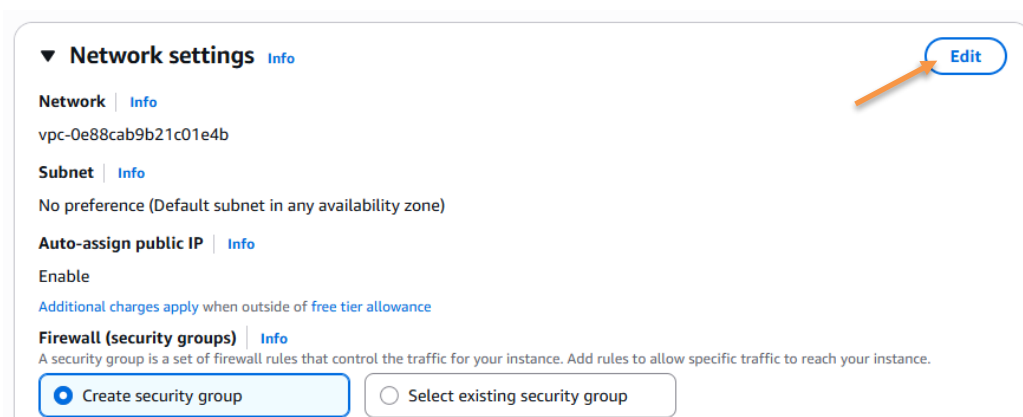 Network settings Info
Edit
Network Info
vpc-0e88cab9b21c01e4b
Subnet Info
No preference (Default subnet in any availability zone)
Auto-assign public IP Info
Enable
Additional charges apply when outside of free tier allowance
Firewall (security groups) Info
A security group is a set of firewall rules that control the traffic for your instance. Add rules to allow specific traffic to reach your instance.
Create security group Select existing security group